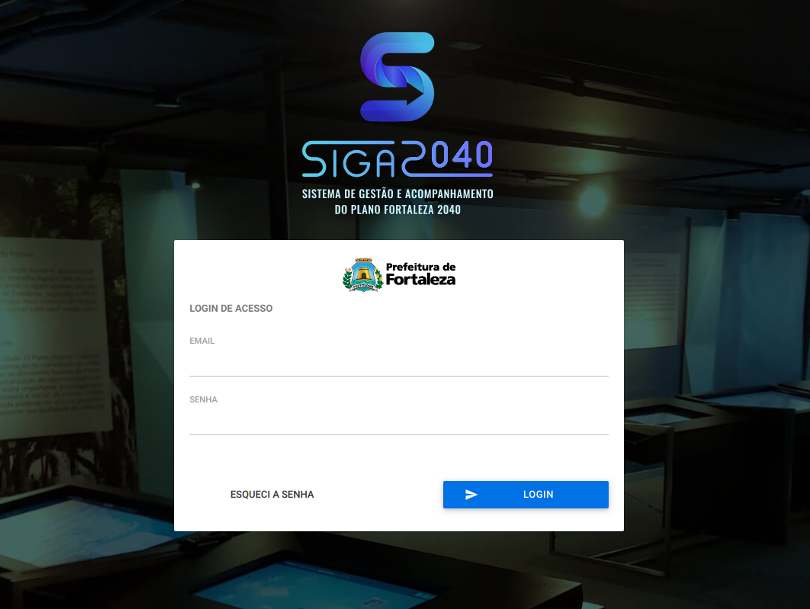 SIGA2040
SISTEMA DE GESTÃO E ACOMPANHAMENTO
DO PLANO FORTALEZA 2040
Prefeitura de
Fortaleza
LOGIN DE ACESSO
EMAIL
SENHA
ESQUECI A SENHA
LOGIN